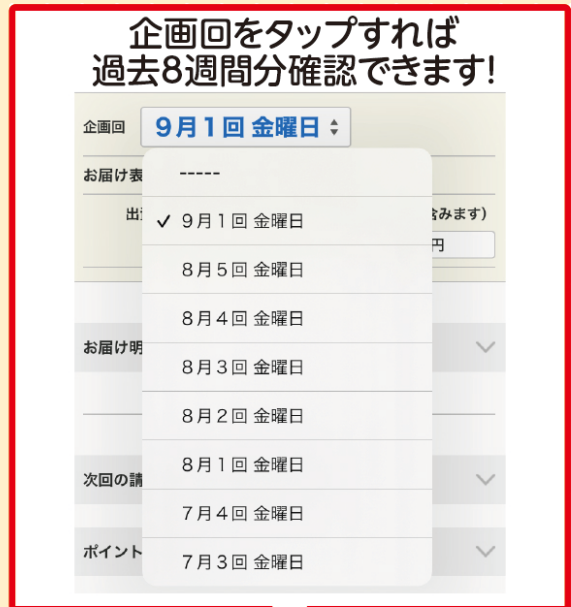 企画回をタップすれば
過去8週間分確認できます!
企画回 9月1回 金曜日
お届け表
-----
出
含みます)
✓ 9月1回 金曜日
円
8月5回 金曜日
8月4回 金曜日
お届け明
8月3回 金曜日
8月2回 金曜日
8月1回 金曜日
次回の請
7月4回 金曜日
ポイント
7月3回 金曜日